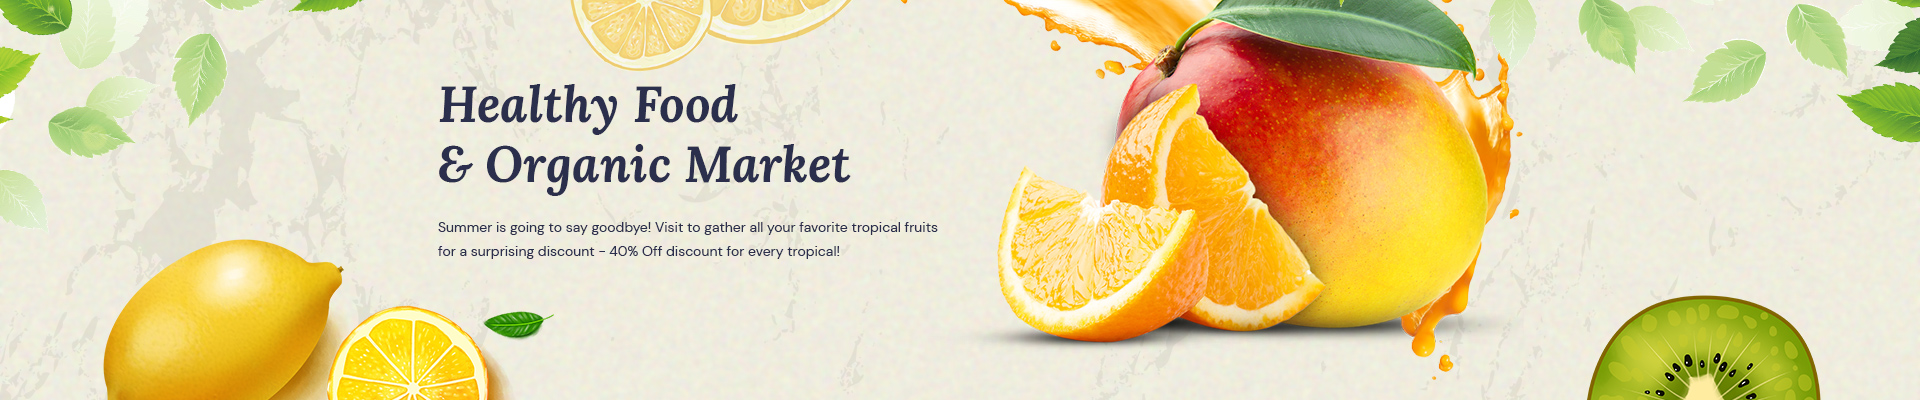 Healthy Food
& Organic Market
Summer is going to say goodbye! Visit to gather all your favorite tropical fruits
for a surprising discount - 40% Off discount for every tropical!